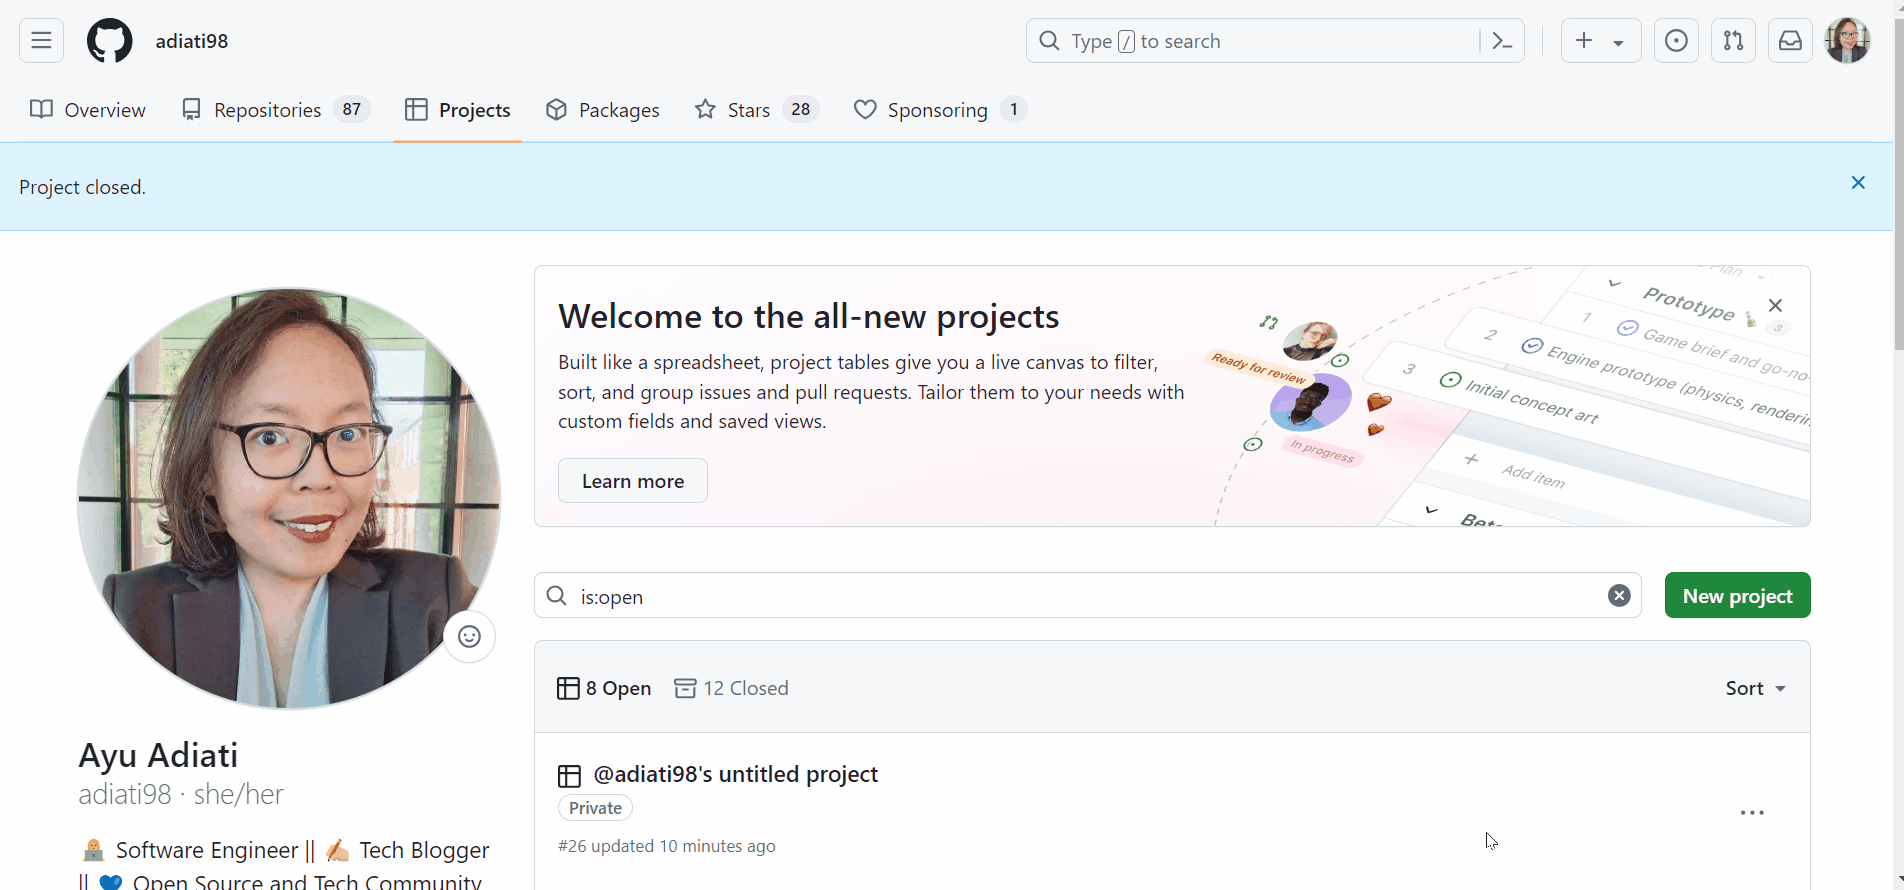 adiati98
Type / to search
Overview
Repositories 87
Projects
Packages
Stars 28
Sponsoring 1
Project closed.
Welcome to the all-new projects
Built like a spreadsheet, project tables give you a live canvas to filter,
sort, and group issues and pull requests. Tailor them to your needs with
custom fields and saved views.
Learn more
Ready for review
In progress
Plan
Prototype 3
1 Game brief and go-no-
2 Engine prototype (physics, renderin
3 Initial concept art
+ Add item
Beta
is:open
New project
8 Open
12 Closed
Sort
@adiati98's untitled project
Private
#26 updated 10 minutes ago
Ayu Adiati
adiati98 · she/her
Software Engineer || Tech Blogger
|| Open Source and Tech Community